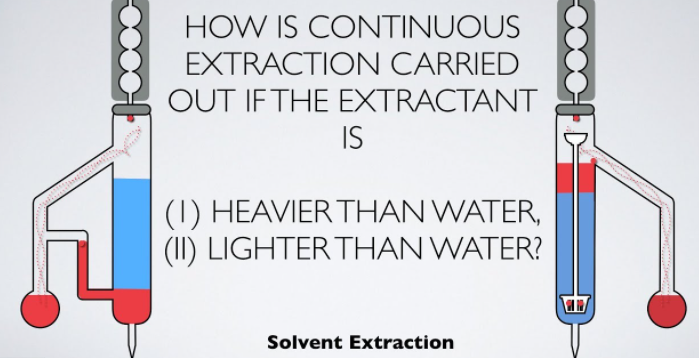 HOW IS CONTINUOUS
EXTRACTION CARRIED
OUT IF THE EXTRACTANT
IS
(I) HEAVIER THAN WATER,
(II) LIGHTER THAN WATER?
Solvent Extraction